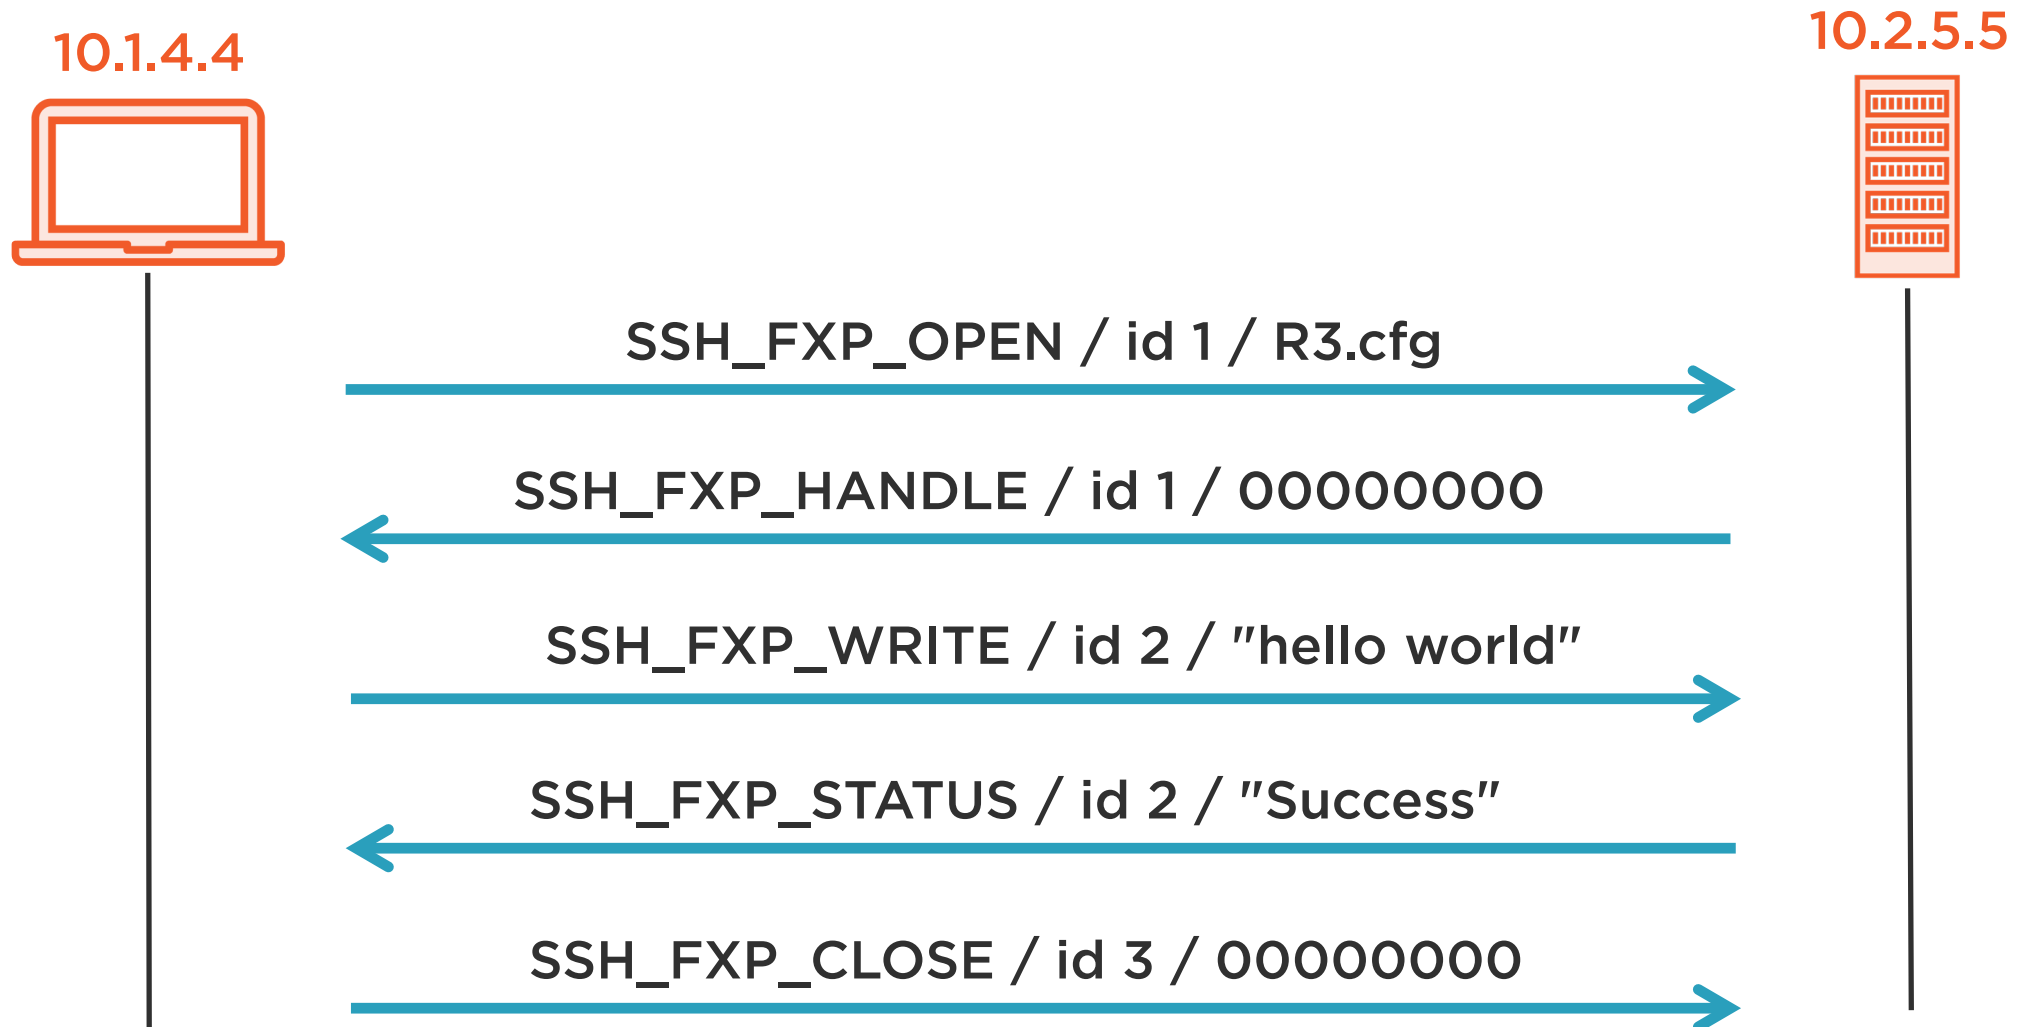 10.1.4.4
10.2.5.5
SSH_FXP_OPEN / id 1 / R3.cfg
SSH_FXP_HANDLE / id 1 / 00000000
SSH_FXP_WRITE / id 2 / "hello world"
SSH_FXP_STATUS / id 2 / "Success"
SSH_FXP_CLOSE / id 3 / 00000000